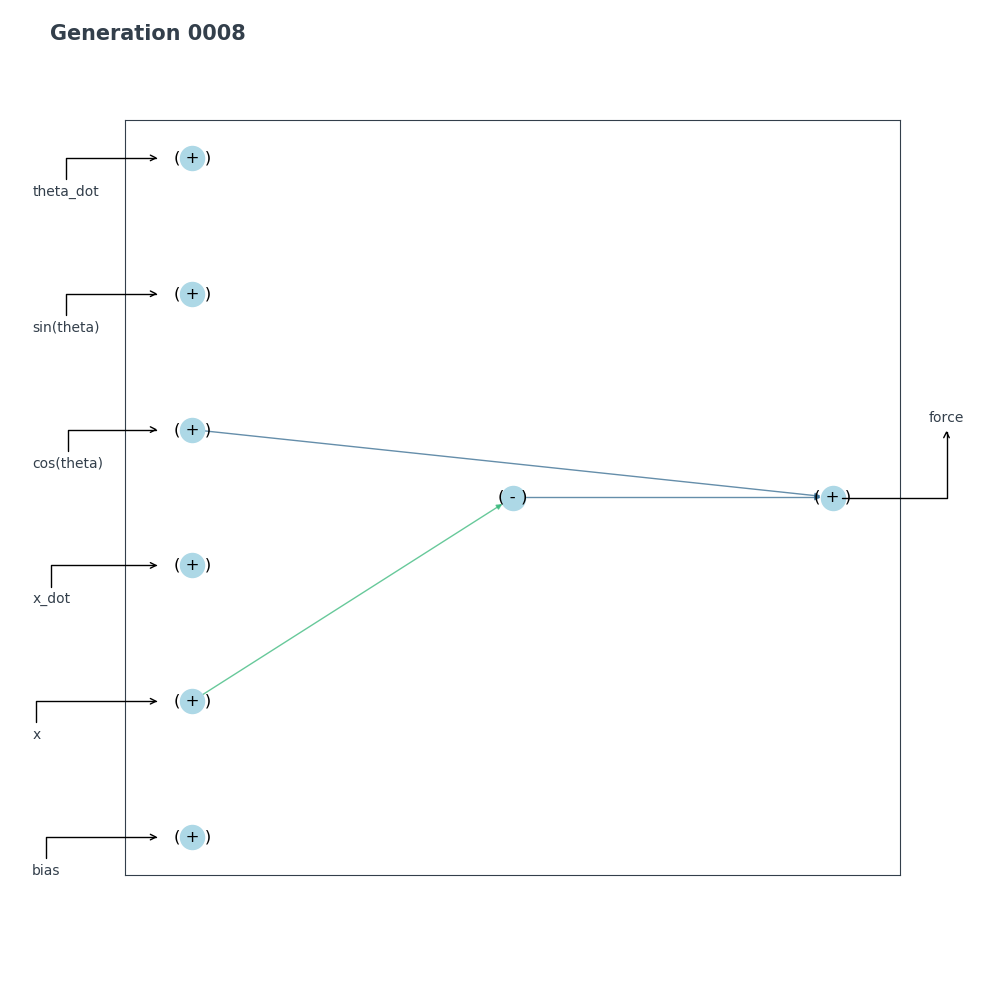 Generation 0008
(+)
theta_dot
(+)
sin(theta)
force
(+)
cos(theta)
(-)
(+)
(+)
x_dot
(+)
x
(+)
bias